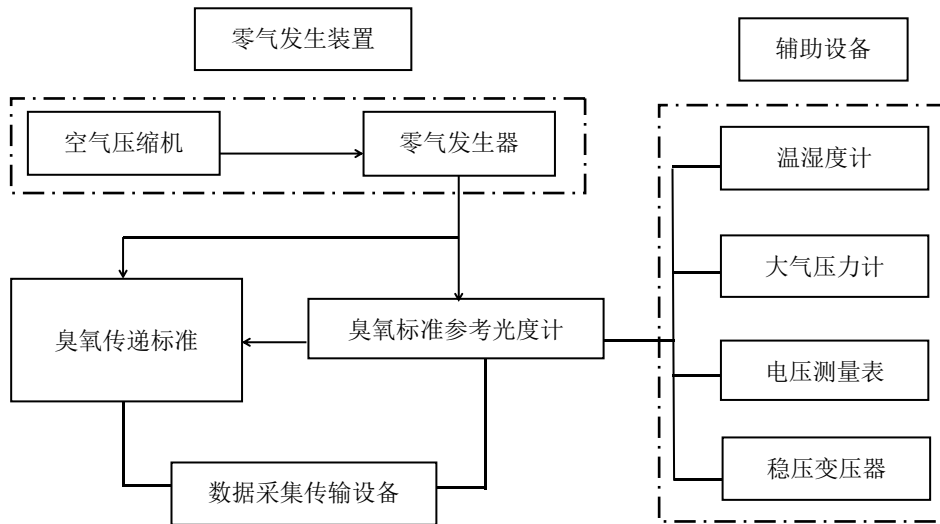 零气发生装置
辅助设备
空气压缩机
零气发生器
温湿度计
大气压力计
臭氧传递标准
臭氧标准参考光度计
电压测量表
稳压变压器
数据采集传输设备